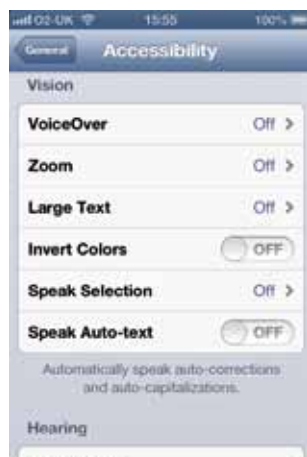 O2-UK 15:55 100%
General Accessibility
Vision
VoiceOver Off
Zoom Off
Large Text Off
Invert Colors OFF
Speak Selection Off
Speak Auto-text OFF
Automatically speak auto-corrections
and auto-capitalizations.
Hearing